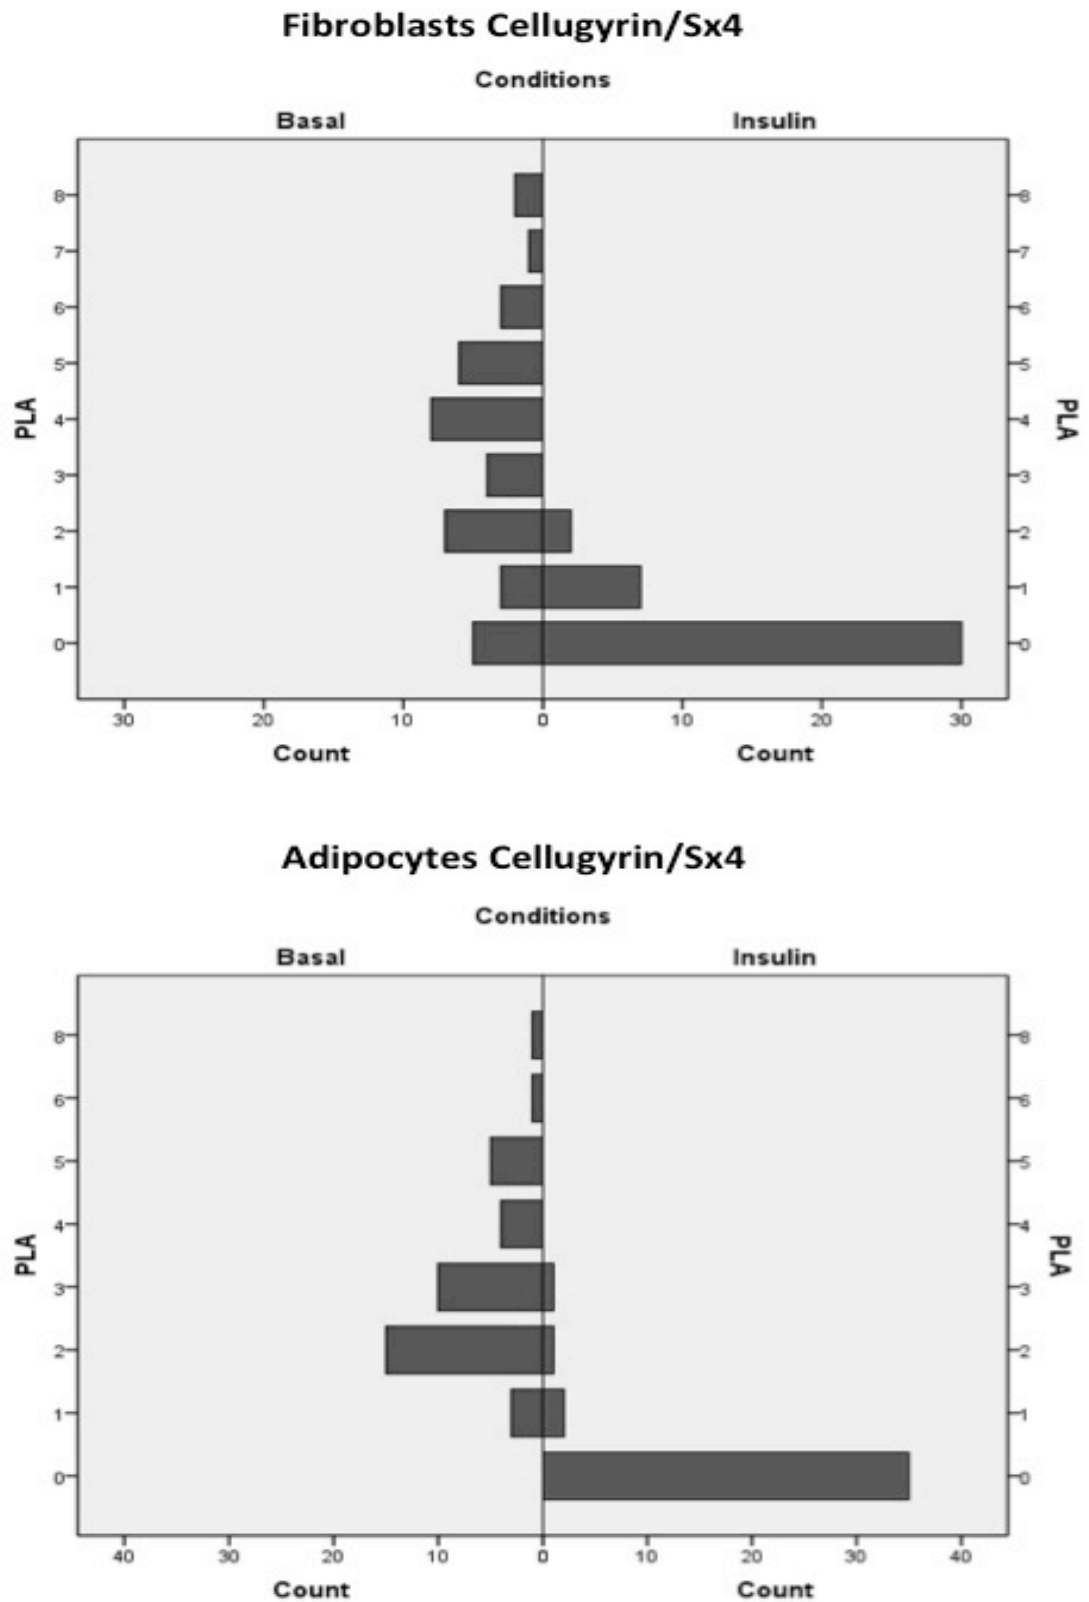 Fibroblasts Cellugyrin/Sx4
Conditions
Basal Insulin
8 8
7 7
6 6
5 5
4 4
PLA PLA
3 3
2 2
1 1
0 0
30 20 10 0 10 20 30
Count Count
Adipocytes Cellugyrin/Sx4
Conditions
Basal Insulin
8 8
6 6
5 5
4 4
PLA PLA
3 3
2 2
1 1
0 0
40 30 20 10 0 10 20 30 40
Count Count